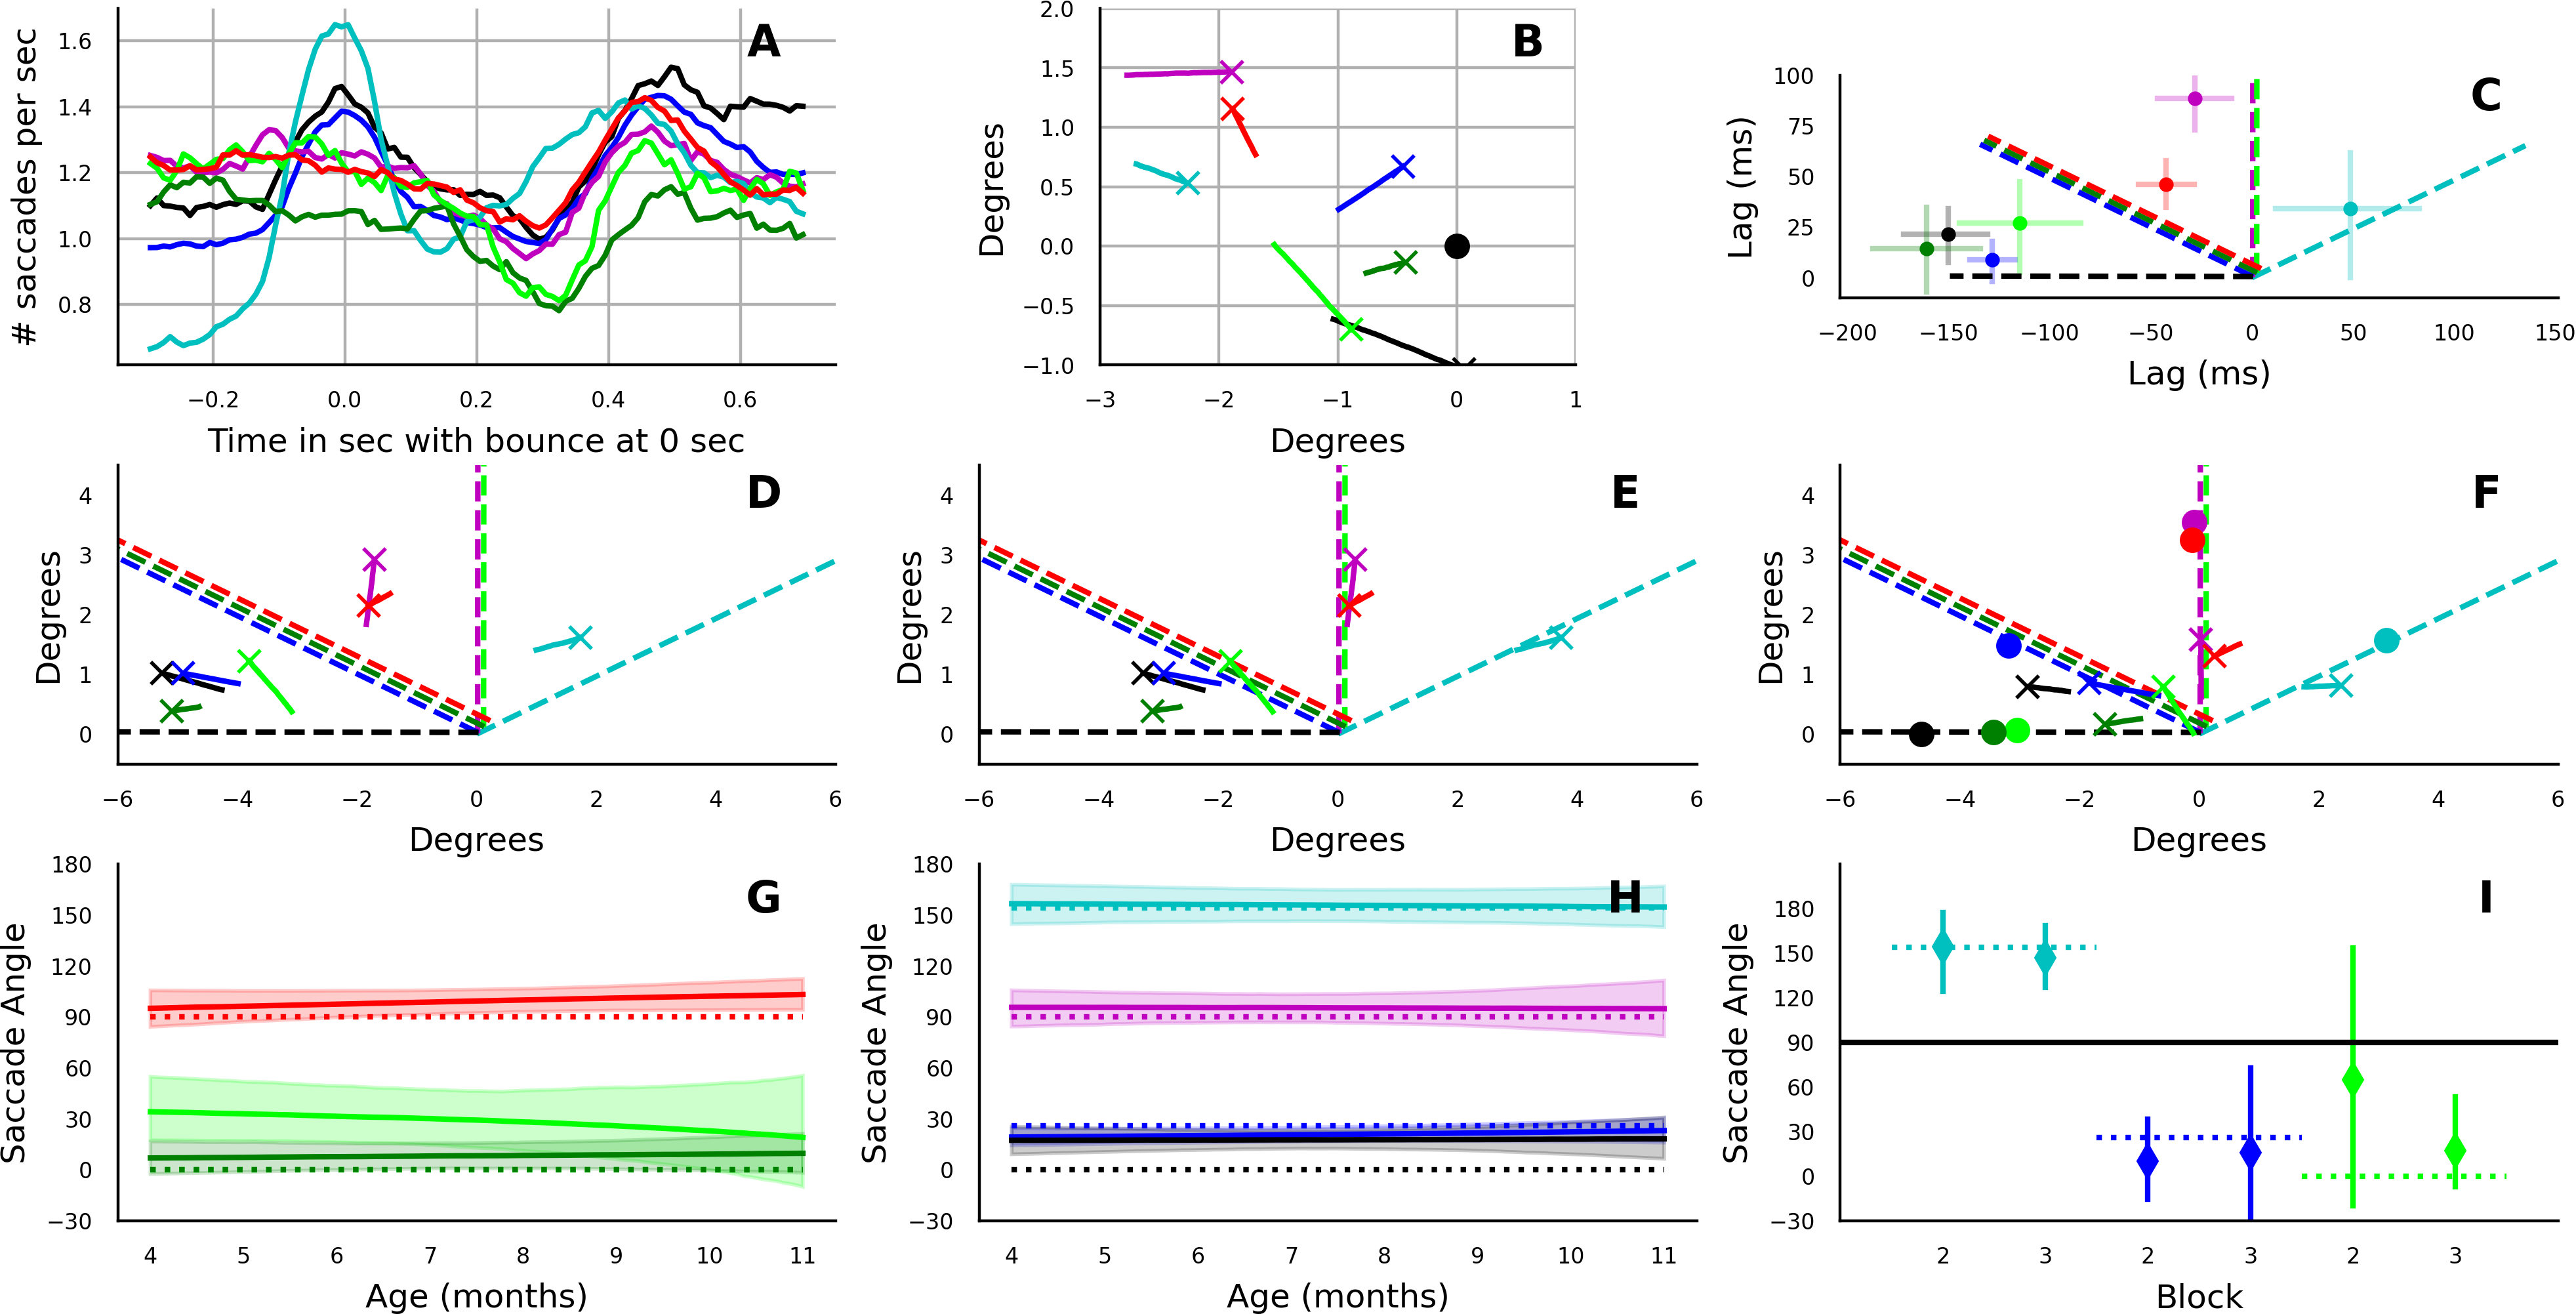 # saccades per sec
1.6
1.4
1.2
1.0
0.8
A
−0.2 0.0 0.2 0.4 0.6
Time in sec with bounce at 0 sec
Degrees
2.0
1.5
1.0
0.5
0.0
−0.5
−1.0
B
−3 −2 −1 0 1
Degrees
Lag (ms)
100
75
50
25
0
C
−200 −150 −100 −50 0 50 100 150
Lag (ms)
Degrees
4
3
2
1
0
D
−6 −4 −2 0 2 4 6
Degrees
Degrees
4
3
2
1
0
E
−6 −4 −2 0 2 4 6
Degrees
Degrees
4
3
2
1
0
F
−6 −4 −2 0 2 4 6
Degrees
Saccade Angle
180
150
120
90
60
30
0
−30
G
4 5 6 7 8 9 10 11
Age (months)
Saccade Angle
180
150
120
90
60
30
0
−30
H
4 5 6 7 8 9 10 11
Age (months)
Saccade Angle
180
150
120
90
60
30
0
−30
I
2 3 2 3 2 3
Block